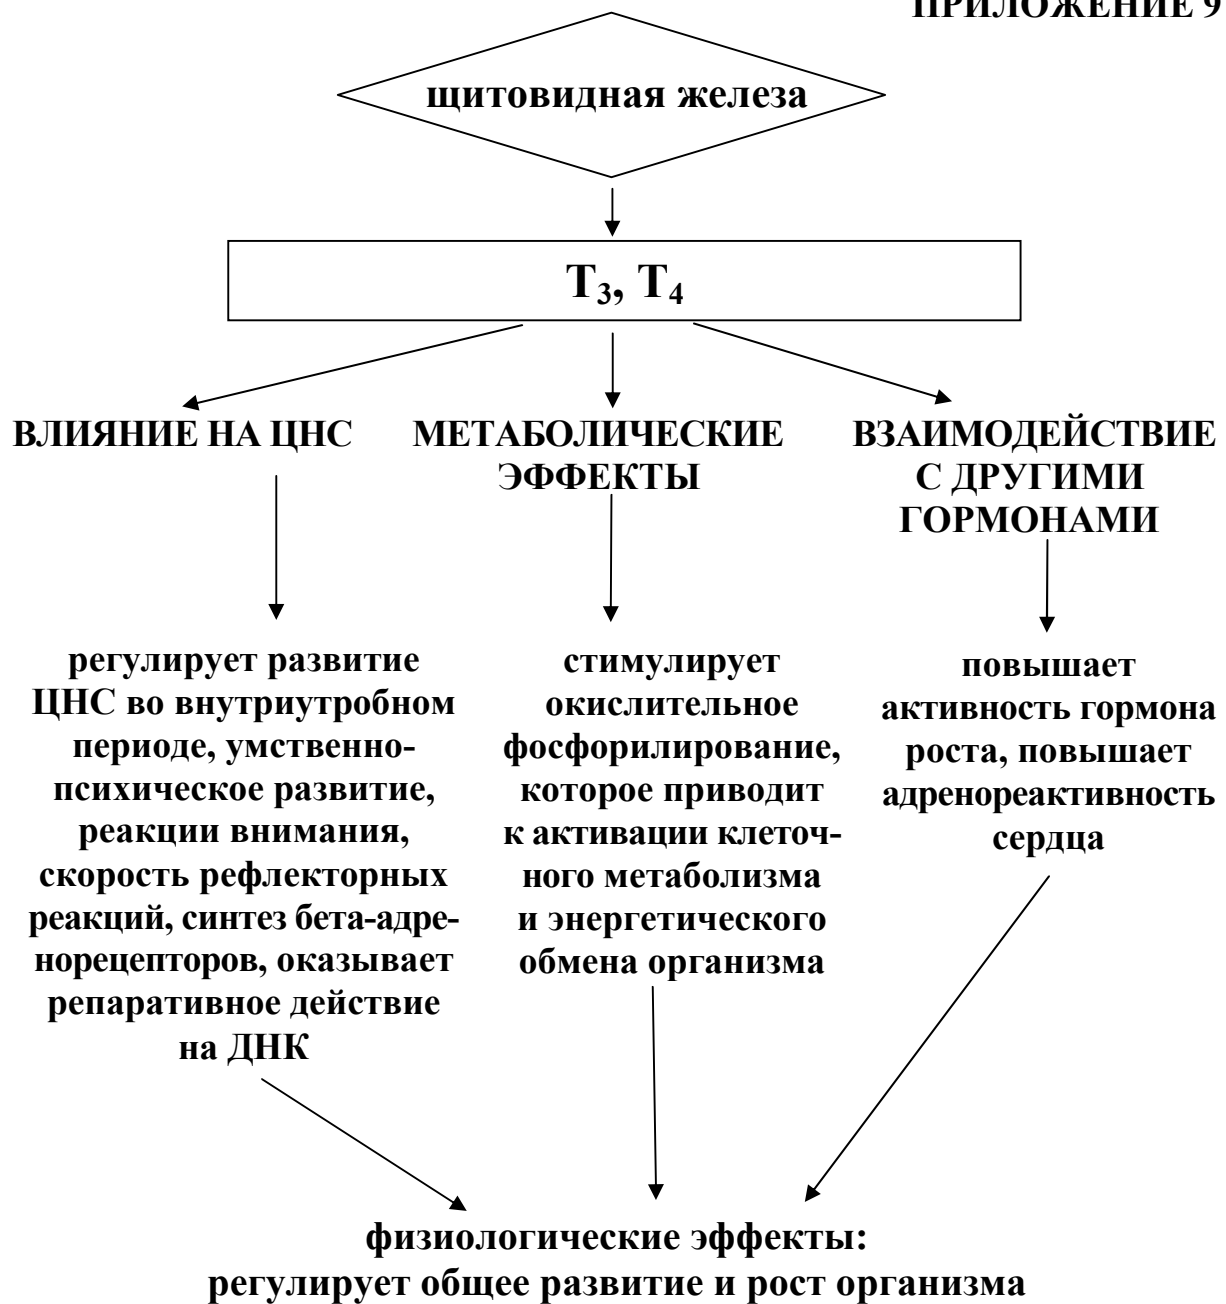 ПРИЛОЖЕНИЕ 9
щитовидная железа
Т₃, Т₄
ВЛИЯНИЕ НА ЦНС
МЕТАБОЛИЧЕСКИЕ
ЭФФЕКТЫ
ВЗАИМОДЕЙСТВИЕ
С ДРУГИМИ
ГОРМОНАМИ
регулирует развитие
ЦНС во внутриутробном
периоде, умственно-
психическое развитие,
реакции внимания,
скорость рефлекторных
реакций, синтез бета-адре-
норецепторов, оказывает
репаративное действие
на ДНК
стимулирует
окислительное
фосфорилирование,
которое приводит
к активации клеточ-
ного метаболизма
и энергетического
обмена организма
повышает
активность гормона
роста, повышает
адренореактивность
сердца
физиологические эффекты:
регулирует общее развитие и рост организма